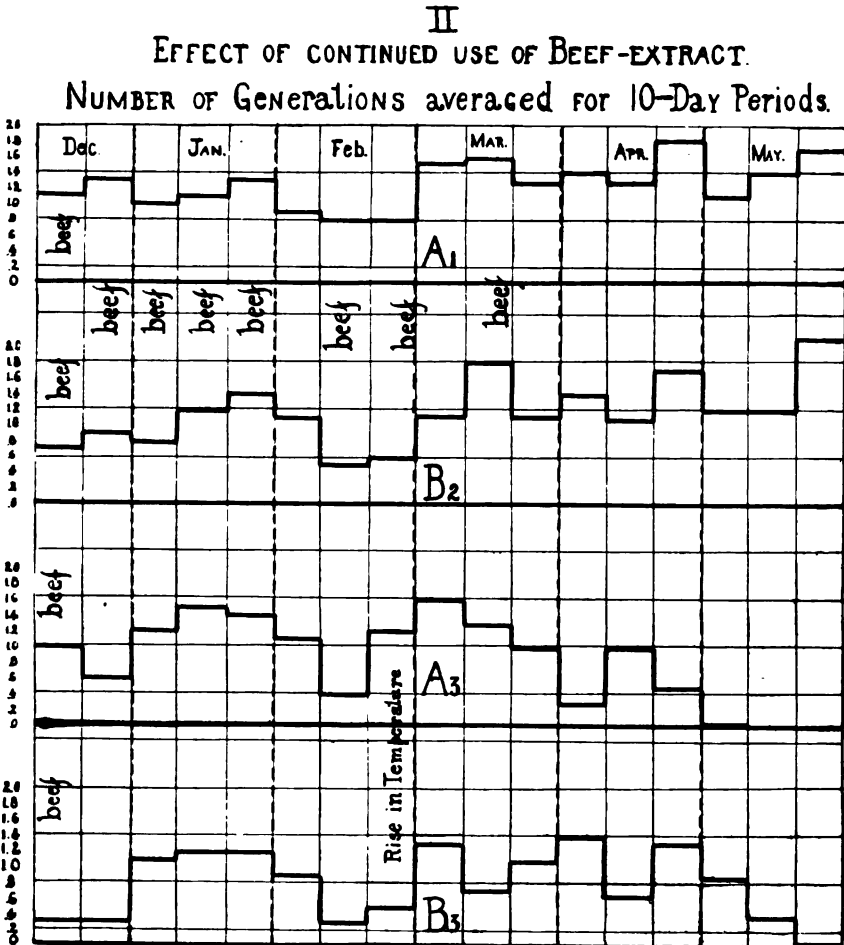 II
EFFECT OF CONTINUED USE OF BEEF-EXTRACT.
NUMBER OF Generations averaged FOR 10-Day Periods.
Dec. JAN. Feb. MAR. APR. MAY.
beef
A1
beef beef beef beef beef beef beef
beef
B2
beef
A3
Rise in Temperature
beef
B3